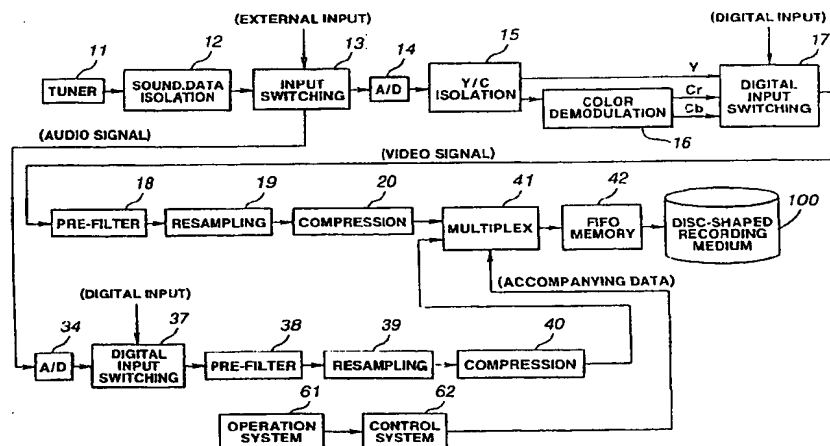 (EXTERNAL INPUT)
(DIGITAL INPUT)
11
12
13
14
15
17
TUNER
SOUND.DATA
ISOLATION
INPUT
SWITCHING
A/D
Y/C
ISOLATION
Y
Cr
Cb
COLOR
DEMODULATION
16
DIGITAL
INPUT
SWITCHING
(AUDIO SIGNAL)
(VIDEO SIGNAL)
18
19
20
41
42
100
PRE-FILTER
RESAMPLING
COMPRESSION
MULTIPLEX
FIFO
MEMORY
DISC-SHAPED
RECORDING
MEDIUM
(ACCOMPANYING DATA)
(DIGITAL INPUT)
34
37
38
39
40
A/D
DIGITAL
INPUT
SWITCHING
PRE-FILTER
RESAMPLING
COMPRESSION
61
62
OPERATION
SYSTEM
CONTROL
SYSTEM